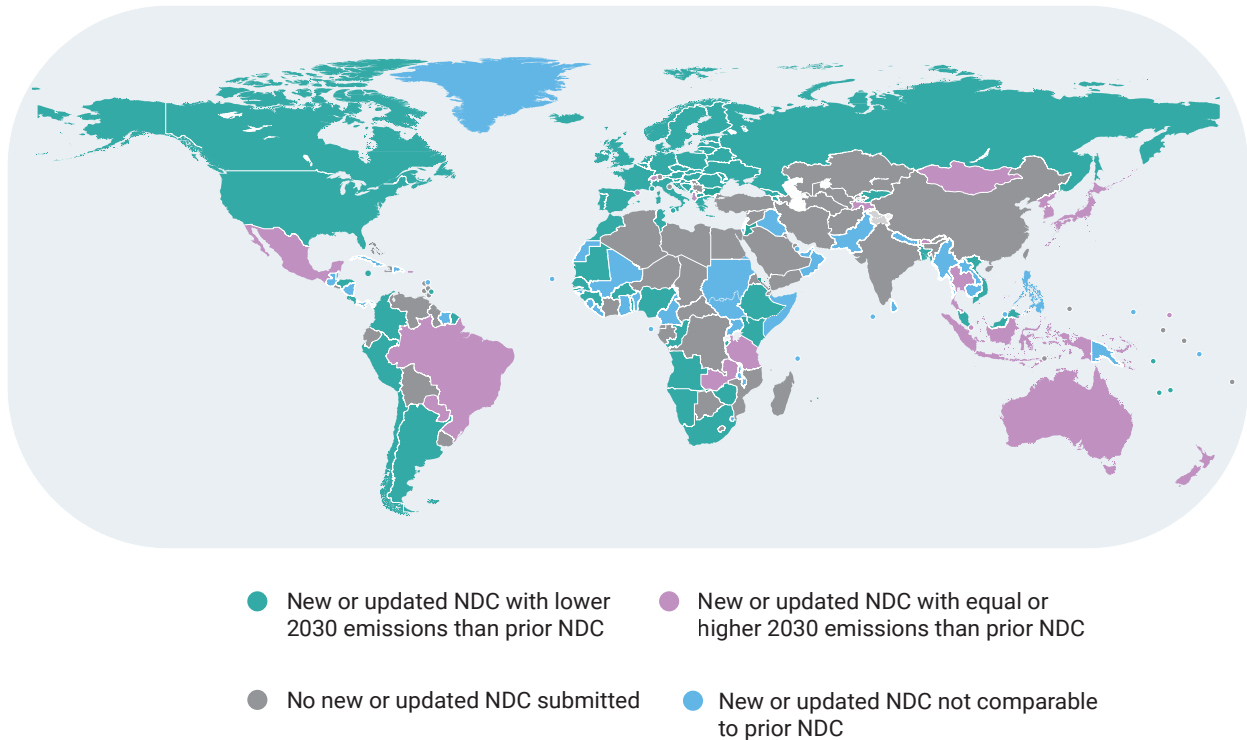 New or updated NDC with lower
2030 emissions than prior NDC
New or updated NDC with equal or
higher 2030 emissions than prior NDC
No new or updated NDC submitted
New or updated NDC not comparable
to prior NDC